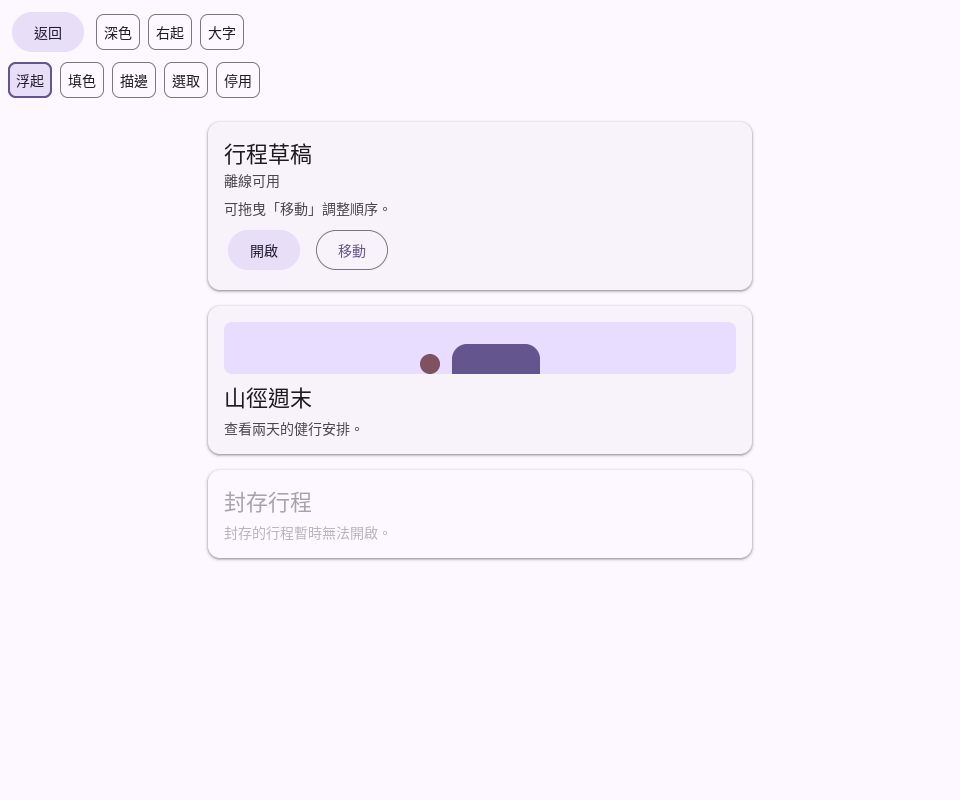 返回 深色 右起 大字
浮起 填色 描邊 選取 停用
行程草稿
離線可用
可拖曳「移動」調整順序。
開啟 移動
山徑週末
查看兩天的健行安排。
封存行程
封存的行程暫時無法開啟。